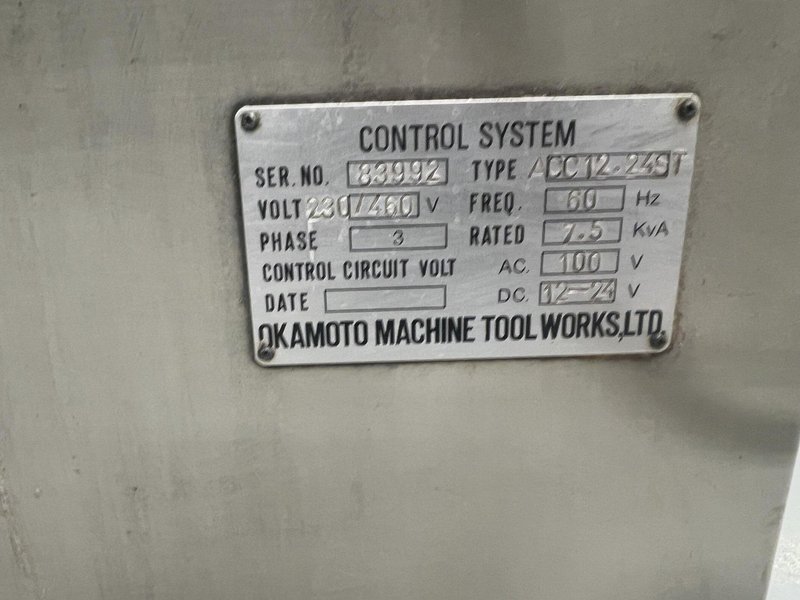 CONTROL SYSTEM
SER. NO. 83992 TYPE ACC12·24ST
VOLT 230/460 V FREQ. 60 Hz
PHASE 3 RATED 7.5 KVA
CONTROL CIRCUIT VOLT AC. 100 V
DATE DC. 12-24 V
OKAMOTO MACHINE TOOL WORKS,LTD.